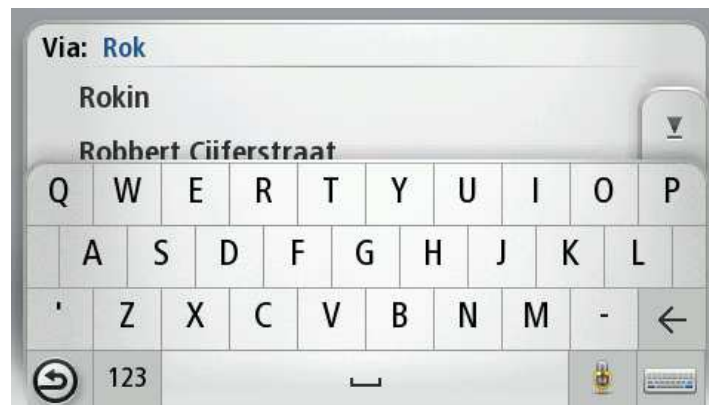 Via: Rok
Rokin
Robbert Cijferstraat
Q W E R T Y U I O P
A S D F G H J K L
' Z X C V B N M -
123